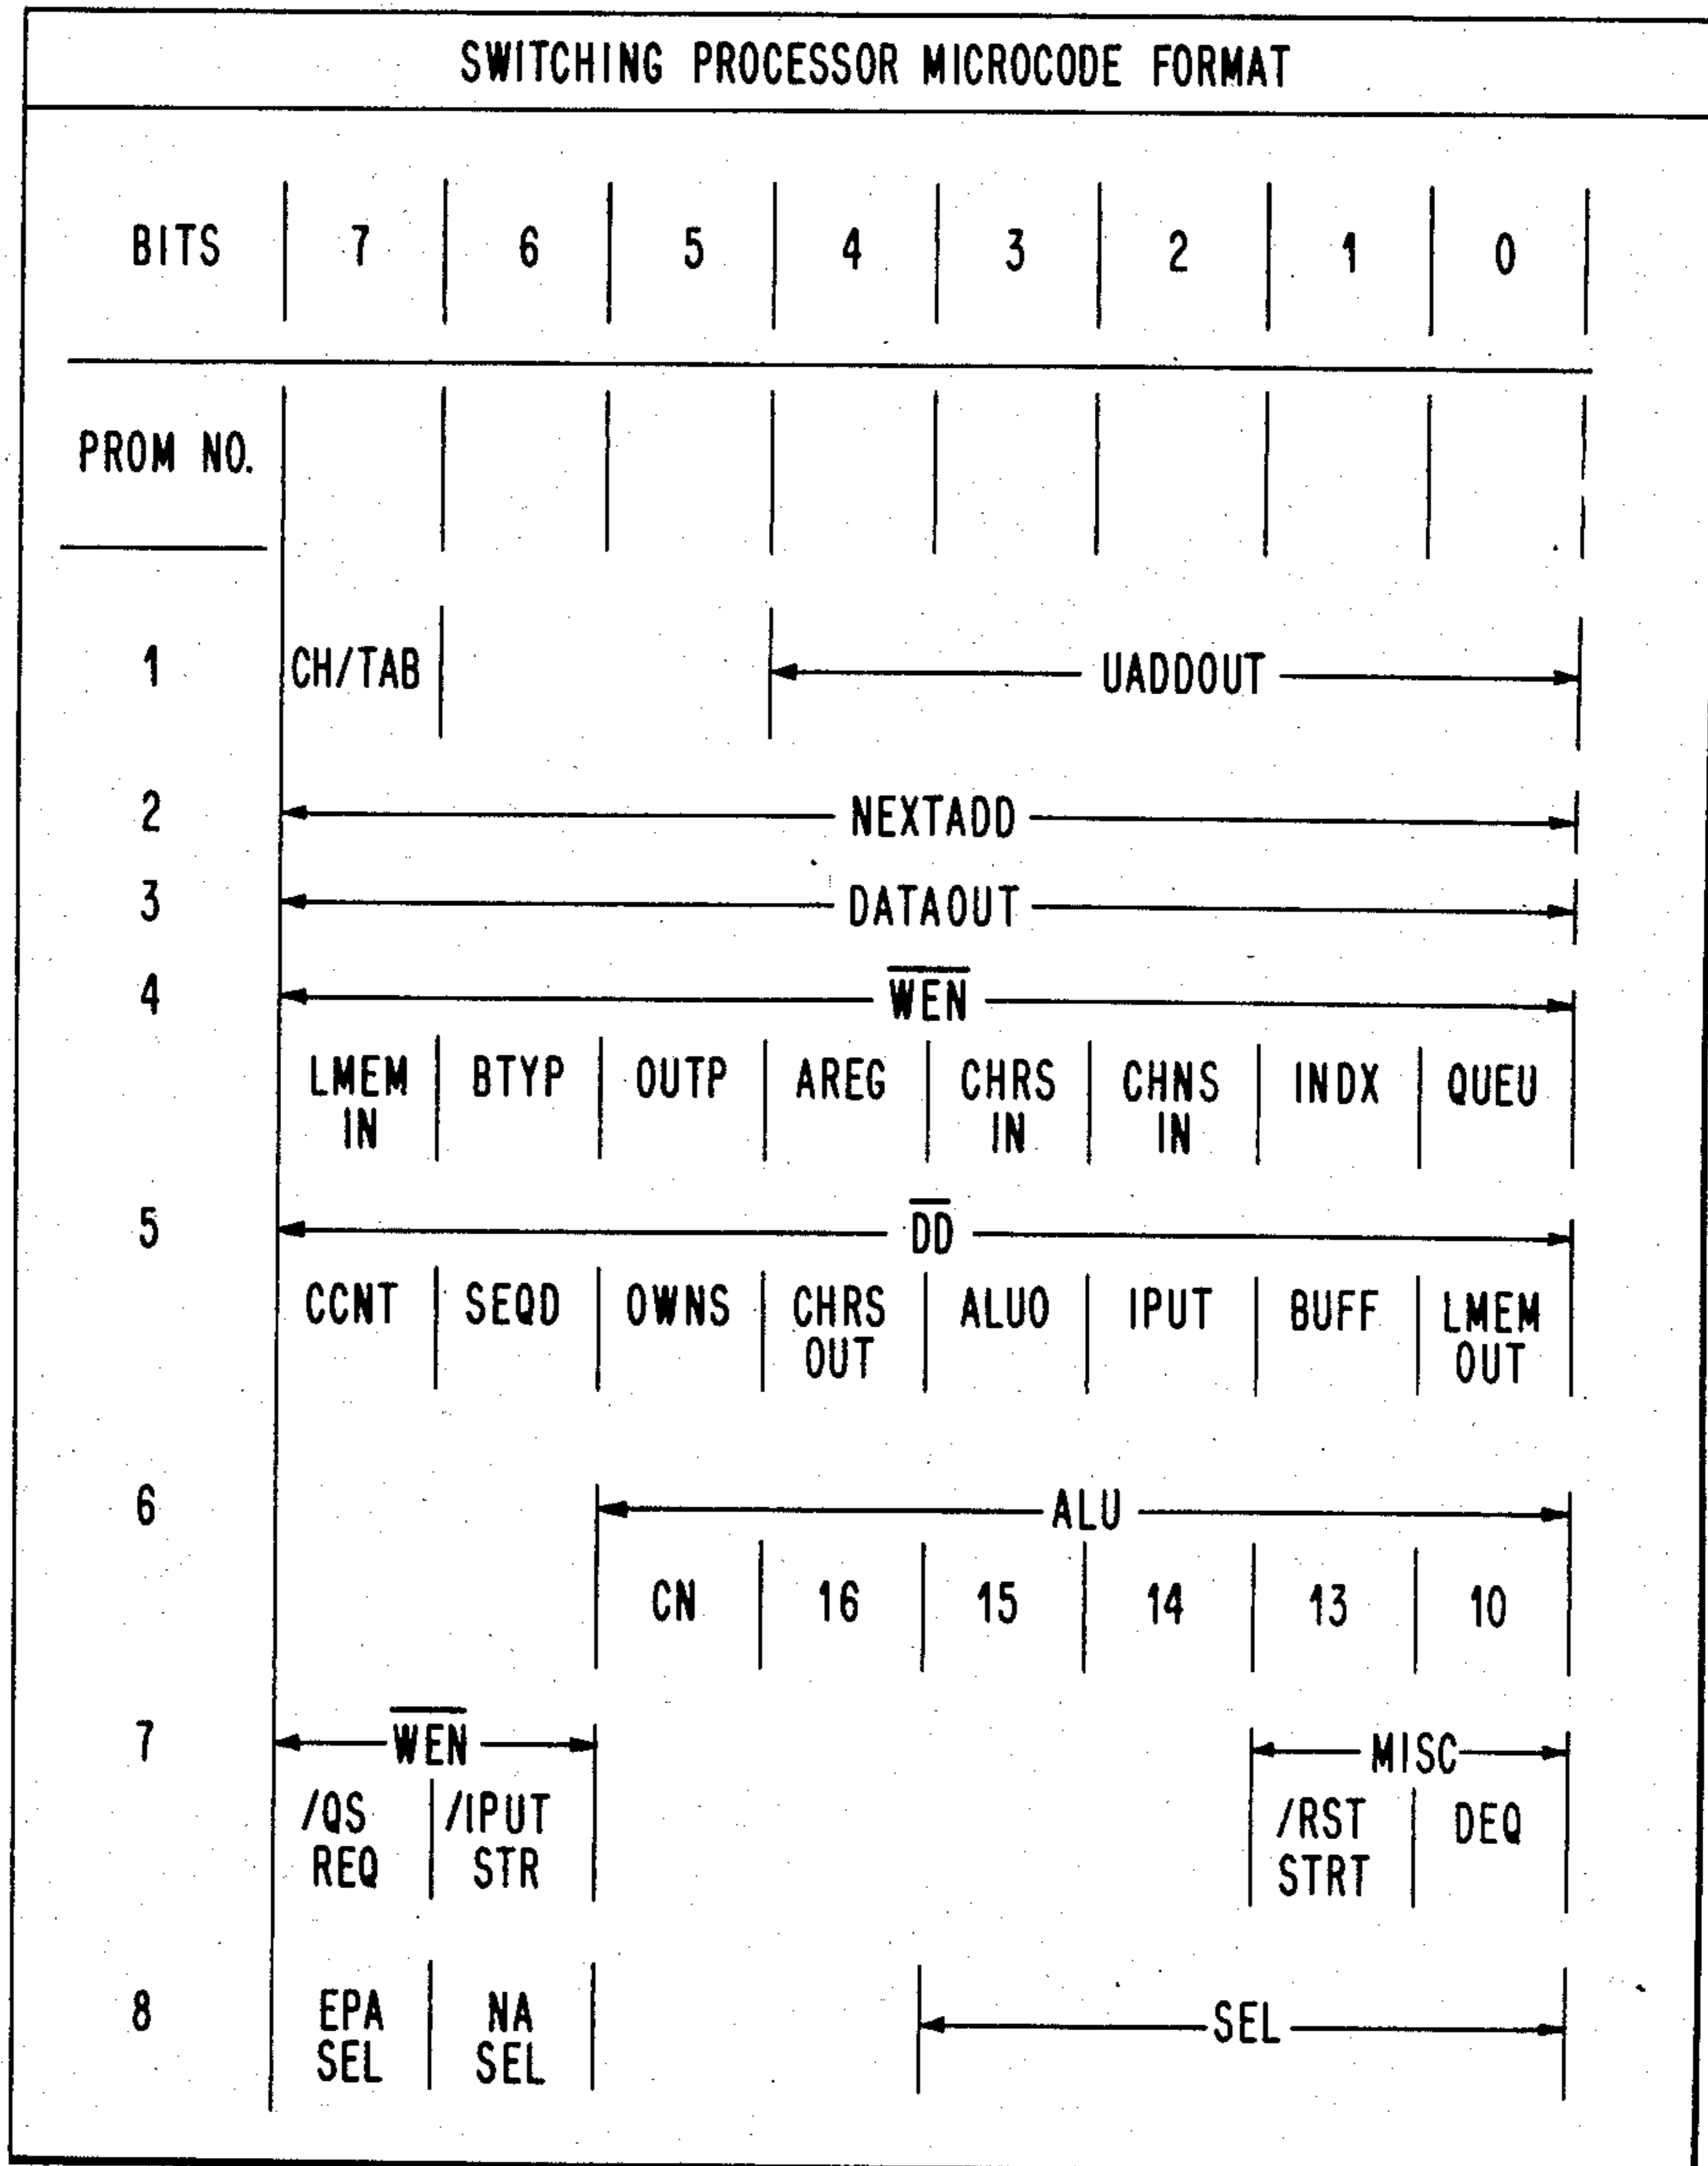 SWITCHING PROCESSOR MICROCODE FORMAT
BITS 7 6 5 4 3 2 1 0
PROM NO.
1 CH/TAB UADDOUT
2 NEXTADD
3 DATAOUT
4 W̅E̅N̅
LMEM IN BTYP OUTP AREG CHRS IN CHNS IN INDX QUEU
5 D̅D̅
CCNT SEQD OWNS CHRS OUT ALUO IPUT BUFF LMEM OUT
6 ALU
CN 16 15 14 13 10
7 W̅E̅N̅ MISC
/QS REQ /IPUT STR /RST STRT DEQ
8 EPA SEL NA SEL SEL